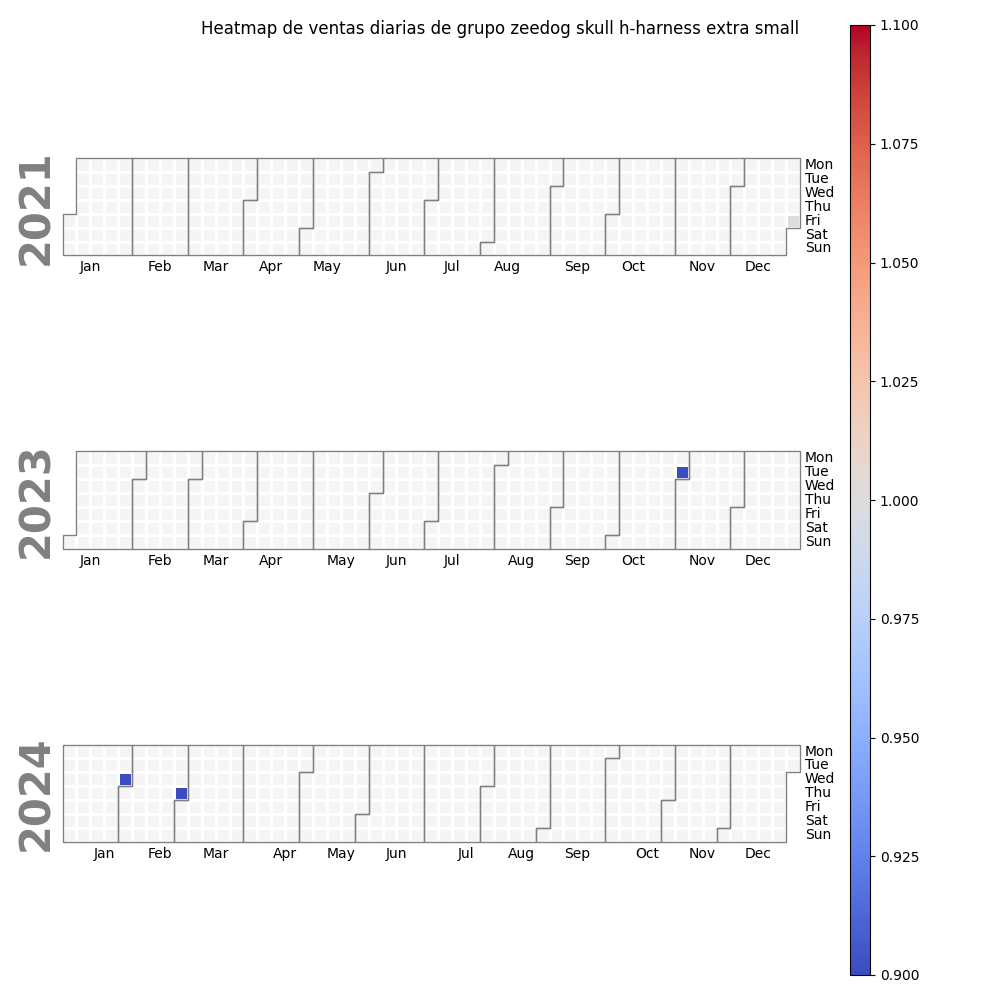 Heatmap de ventas diarias de grupo zeedog skull h-harness extra small
2021
Mon
Tue
Wed
Thu
Fri
Sat
Sun
Jan Feb Mar Apr May Jun Jul Aug Sep Oct Nov Dec
2023
Mon
Tue
Wed
Thu
Fri
Sat
Sun
Jan Feb Mar Apr May Jun Jul Aug Sep Oct Nov Dec
2024
Mon
Tue
Wed
Thu
Fri
Sat
Sun
Jan Feb Mar Apr May Jun Jul Aug Sep Oct Nov Dec
1.100
1.075
1.050
1.025
1.000
0.975
0.950
0.925
0.900